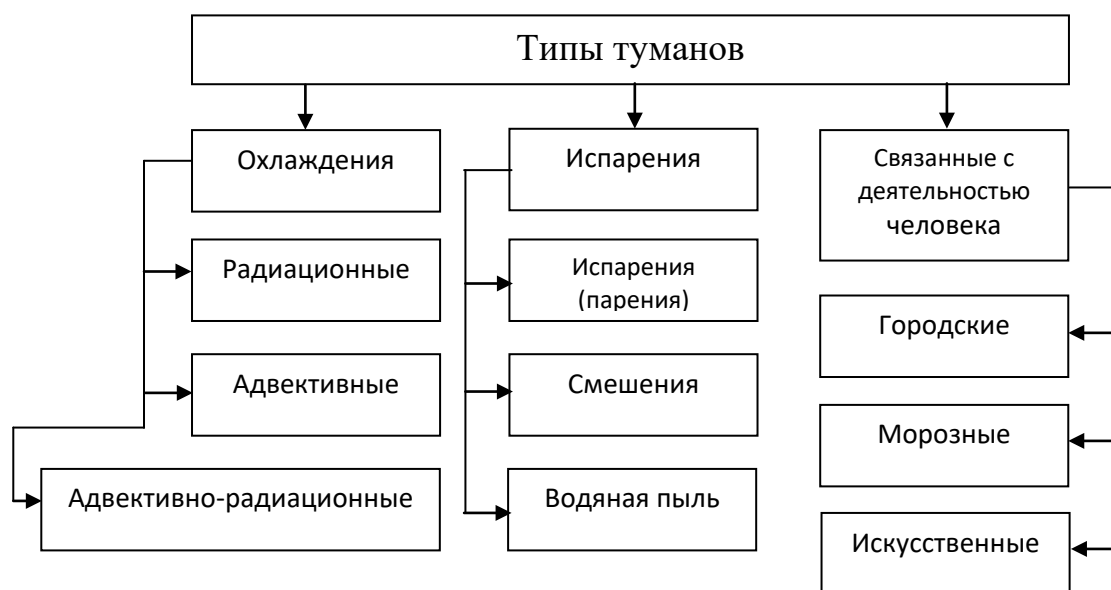 Типы туманов
Охлаждения
Радиационные
Адвективные
Адвективно-радиационные
Испарения
Испарения
(парения)
Смешения
Водяная пыль
Связанные с
деятельностью
человека
Городские
Морозные
Искусственные